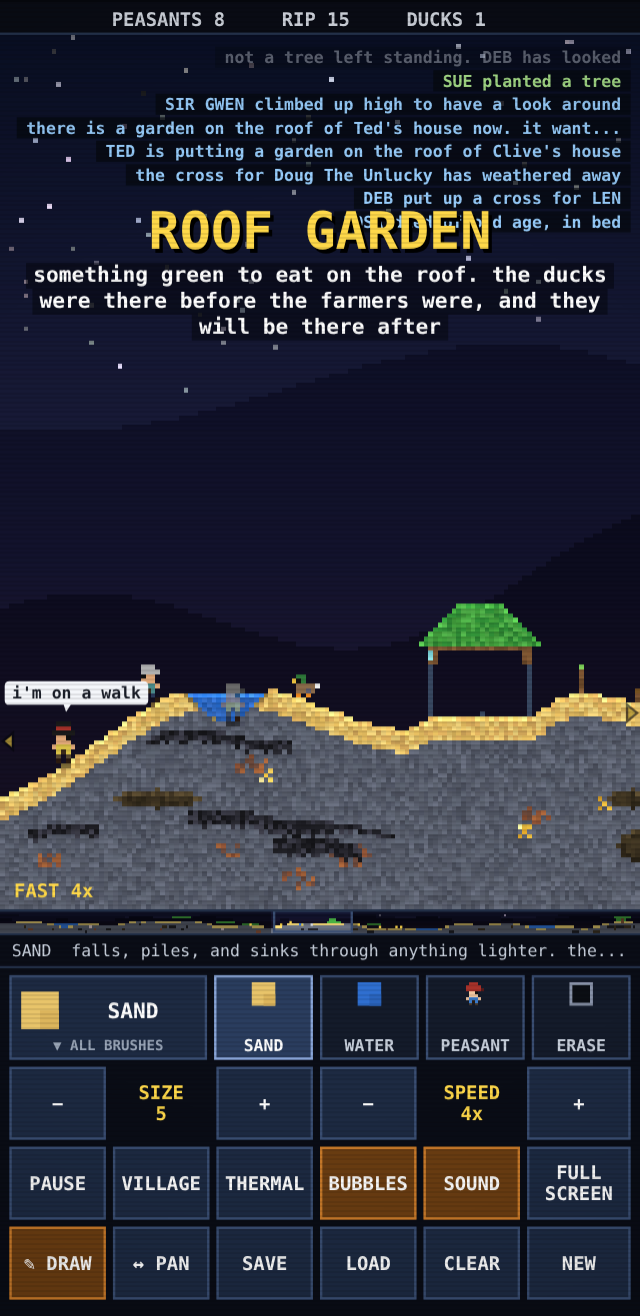 PEASANTS 8 RIP 15 DUCKS 1
not a tree left standing. DEB has looked
SUE planted a tree
SIR GWEN climbed up high to have a look around
there is a garden on the roof of Ted's house now. it want...
TED is putting a garden on the roof of Clive's house
the cross for Doug The Unlucky has weathered away
DEB put up a cross for LEN
d age, in bed
ROOF GARDEN
something green to eat on the roof. the ducks
were there before the farmers were, and they
will be there after
i'm on a walk
FAST 4x
SAND falls, piles, and sinks through anything lighter. the...
SAND
▼ ALL BRUSHES
SAND
WATER
PEASANT
ERASE
−
SIZE
5
+
−
SPEED
4x
+
PAUSE
VILLAGE
THERMAL
BUBBLES
SOUND
FULL
SCREEN
✎ DRAW
↔ PAN
SAVE
LOAD
CLEAR
NEW